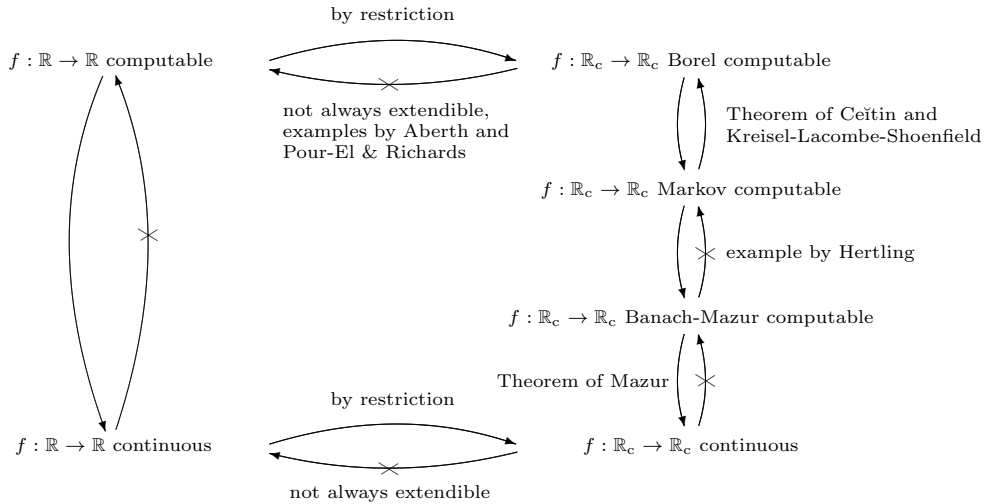 by restriction
f : ℝ → ℝ computable
f : ℝc → ℝc Borel computable
not always extendible,
examples by Aberth and
Pour-El & Richards
Theorem of Ceĭtin and
Kreisel-Lacombe-Shoenfield
f : ℝc → ℝc Markov computable
example by Hertling
f : ℝc → ℝc Banach-Mazur computable
Theorem of Mazur
by restriction
f : ℝ → ℝ continuous
f : ℝc → ℝc continuous
not always extendible